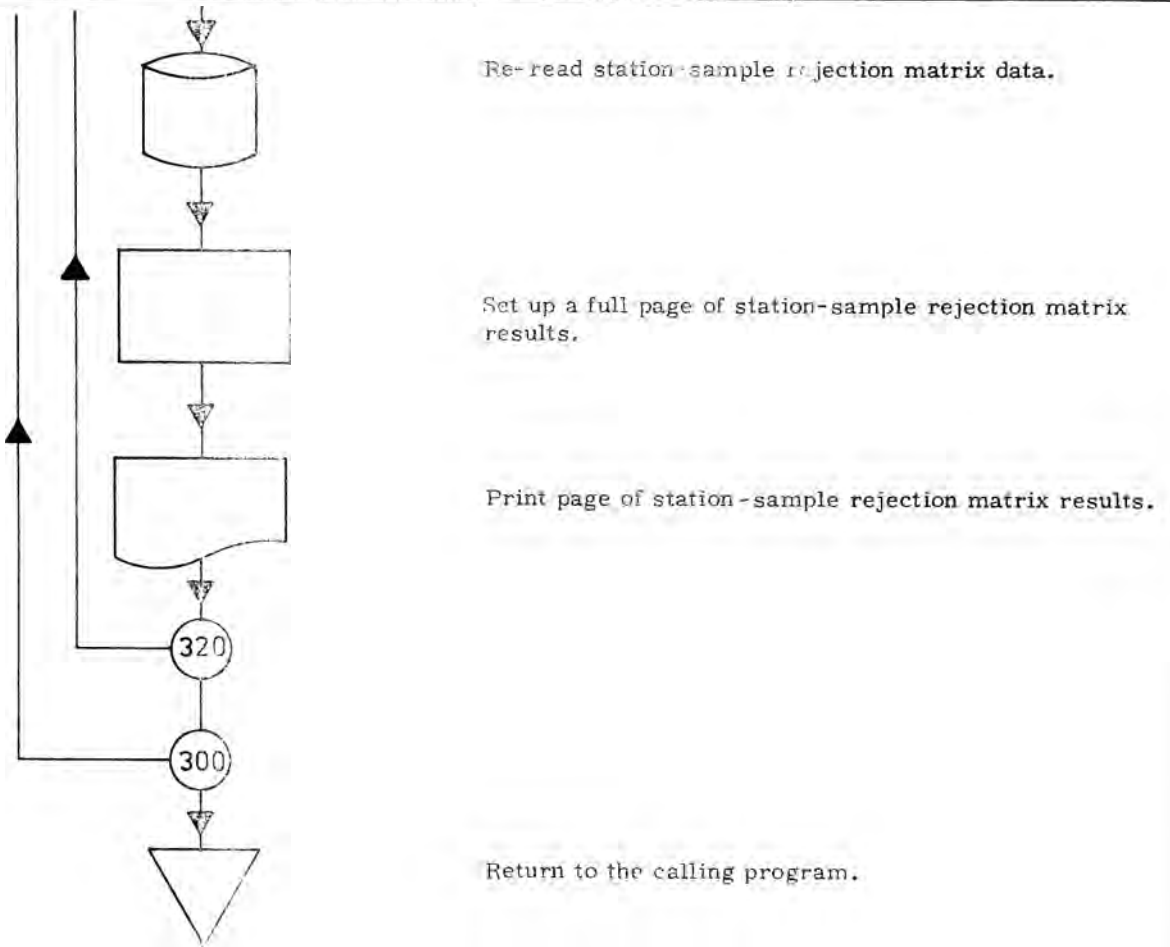 Re-read station-sample rejection matrix data.
Set up a full page of station-sample rejection matrix
results.
Print page of station-sample rejection matrix results.
320
300
Return to the calling program.